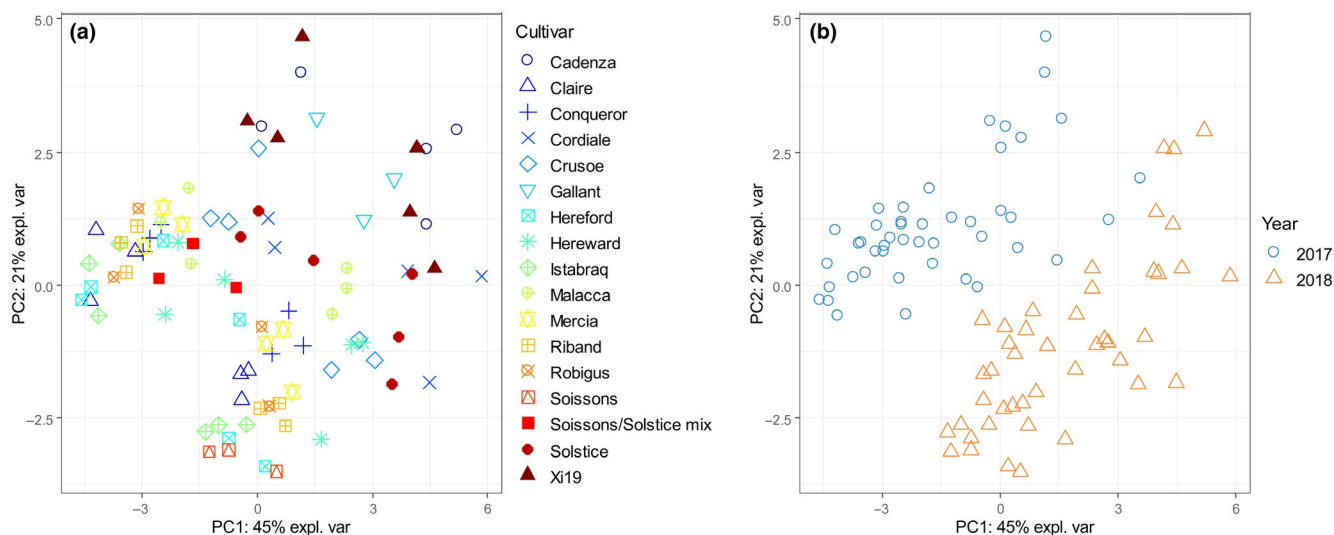 (a)
5.0
2.5
0.0
−2.5
PC2: 21% expl. var
−3
0
3
6
PC1: 45% expl. var
Cultivar
Cadenza
Claire
Conqueror
Cordiale
Crusoe
Gallant
Hereford
Hereward
Istabraq
Malacca
Mercia
Riband
Robigus
Soissons
Soissons/Solstice mix
Solstice
Xi19
(b)
5.0
2.5
0.0
−2.5
PC2: 21% expl. var
−3
0
3
6
PC1: 45% expl. var
Year
2017
2018